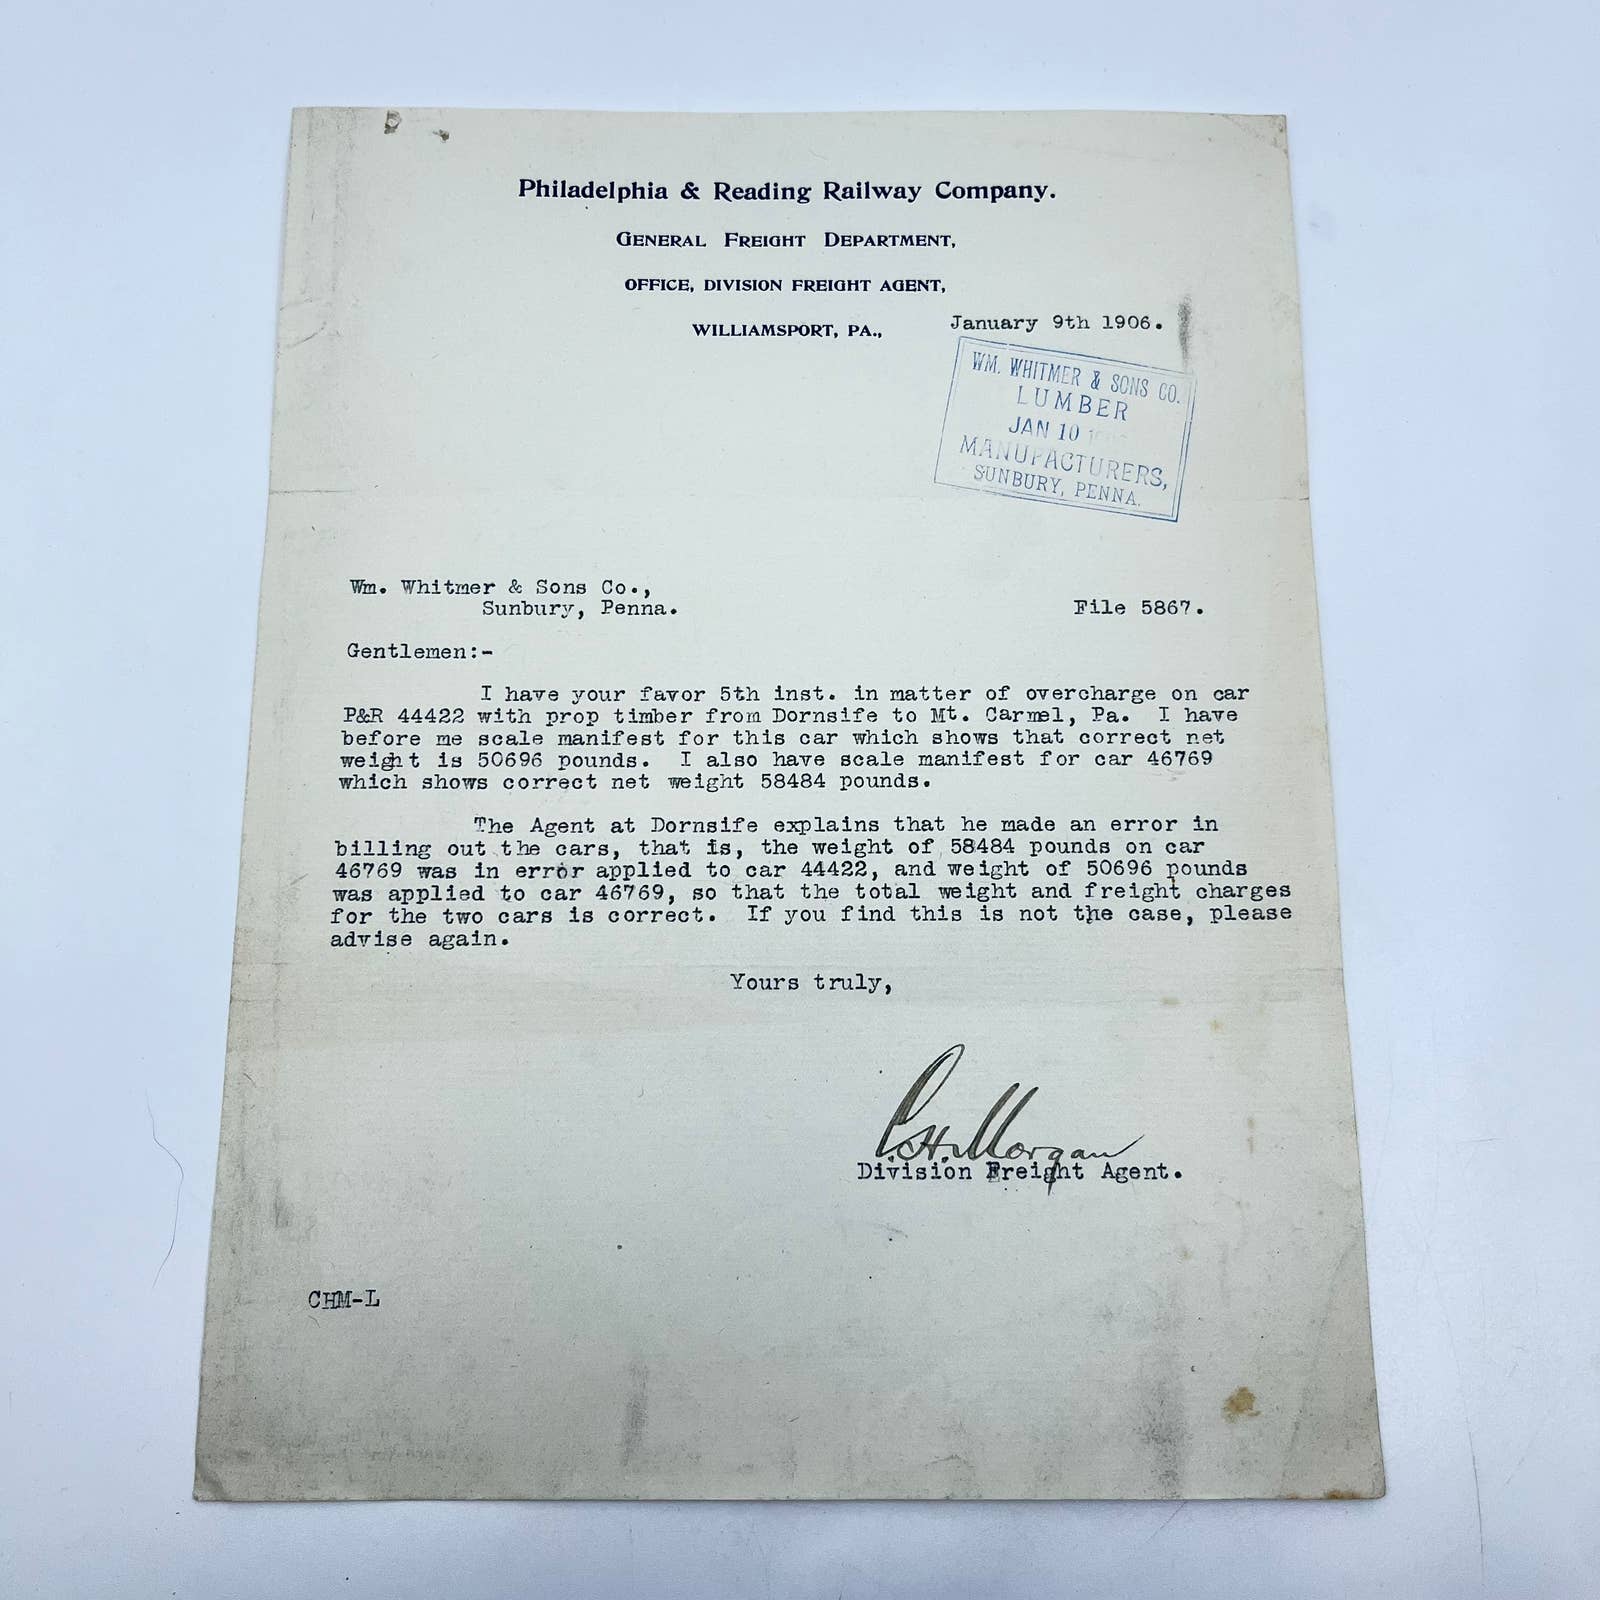 Philadelphia & Reading Railway Company.
GENERAL FREIGHT DEPARTMENT,
OFFICE, DIVISION FREIGHT AGENT,
WILLIAMSPORT, PA.,
January 9th 1906.
WM. WHITMER & SONS CO.
LUMBER
JAN 10
MANUFACTURERS,
SUNBURY, PENNA.
Wm. Whitmer & Sons Co.,
Sunbury, Penna.
File 5867.
Gentlemen:-
I have your favor 5th inst. in matter of overcharge on car
P&R 44422 with prop timber from Dornsife to Mt. Carmel, Pa. I have
before me scale manifest for this car which shows that correct net
weight is 50696 pounds. I also have scale manifest for car 46769
which shows correct net weight 58484 pounds.
The Agent at Dornsife explains that he made an error in
billing out the cars, that is, the weight of 58484 pounds on car
46769 was in error applied to car 44422, and weight of 50696 pounds
was applied to car 46769, so that the total weight and freight charges
for the two cars is correct. If you find this is not the case, please
advise again.
Yours truly,
C.H. Morgan
Division Freight Agent.
CHM-L